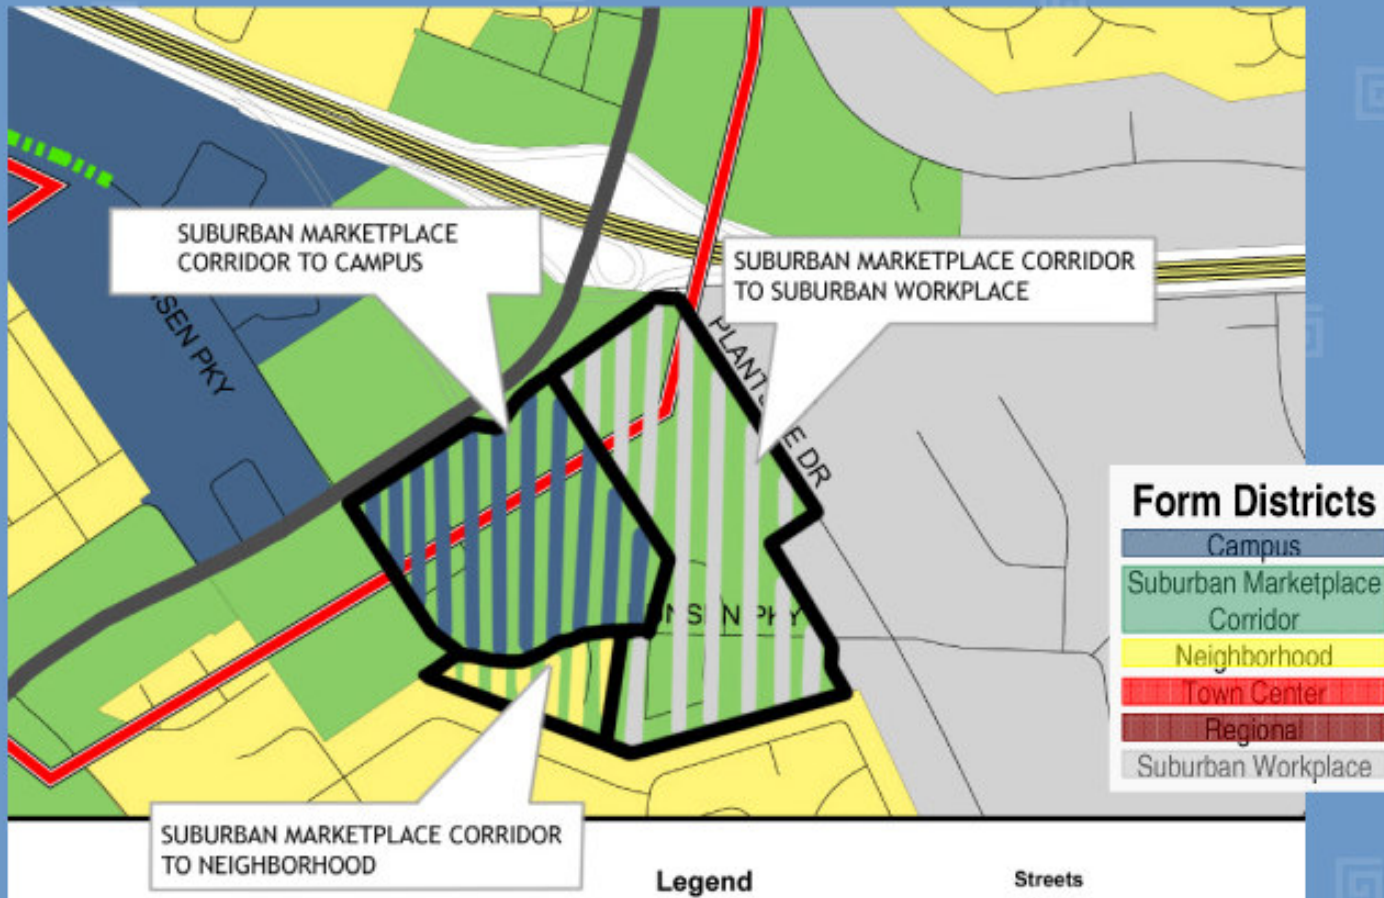 SUBURBAN MARKETPLACE
CORRIDOR TO CAMPUS
SUBURBAN MARKETPLACE CORRIDOR
TO SUBURBAN WORKPLACE
SEN PKY
DR
PKY
Form Districts
Campus
Suburban Marketplace
Corridor
Neighborhood
Town Center
Regional
Suburban Workplace
SUBURBAN MARKETPLACE CORRIDOR
TO NEIGHBORHOOD
Legend
Streets